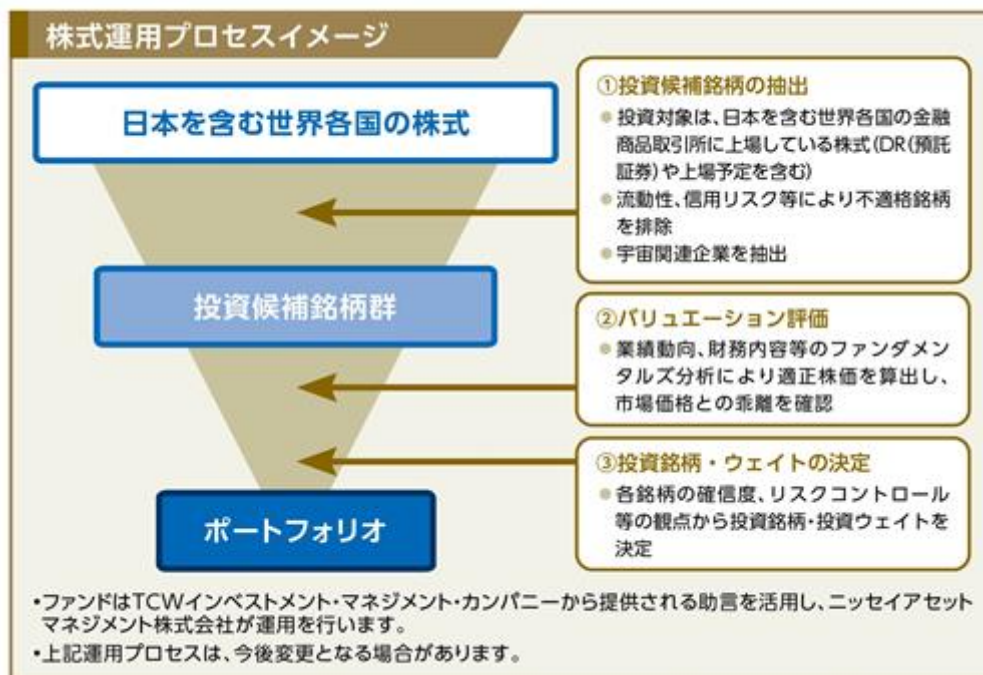 株式運用プロセスイメージ
日本を含む世界各国の株式
投資候補銘柄群
ポートフォリオ
①投資候補銘柄の抽出
●投資対象は、日本を含む世界各国の金融
商品取引所に上場している株式(DR(預託
証券)や上場予定を含む)
●流動性、信用リスク等により不適格銘柄
を排除
●宇宙関連企業を抽出
②バリュエーション評価
●業績動向、財務内容等のファンダメン
タルズ分析により適正株価を算出し、
市場価格との乖離を確認
③投資銘柄・ウェイトの決定
●各銘柄の確信度、リスクコントロール
等の観点から投資銘柄・投資ウェイトを
決定
・ファンドはTCWインベストメント・マネジメント・カンパニーから提供される助言を活用し、ニッセイアセット
マネジメント株式会社が運用を行います。
・上記運用プロセスは、今後変更となる場合があります。